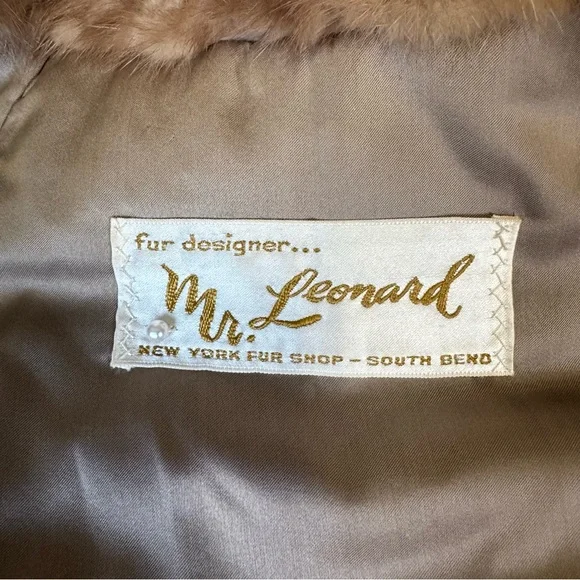 fur designer...
Mr. Leonard
NEW YORK FUR SHOP – SOUTH BEND